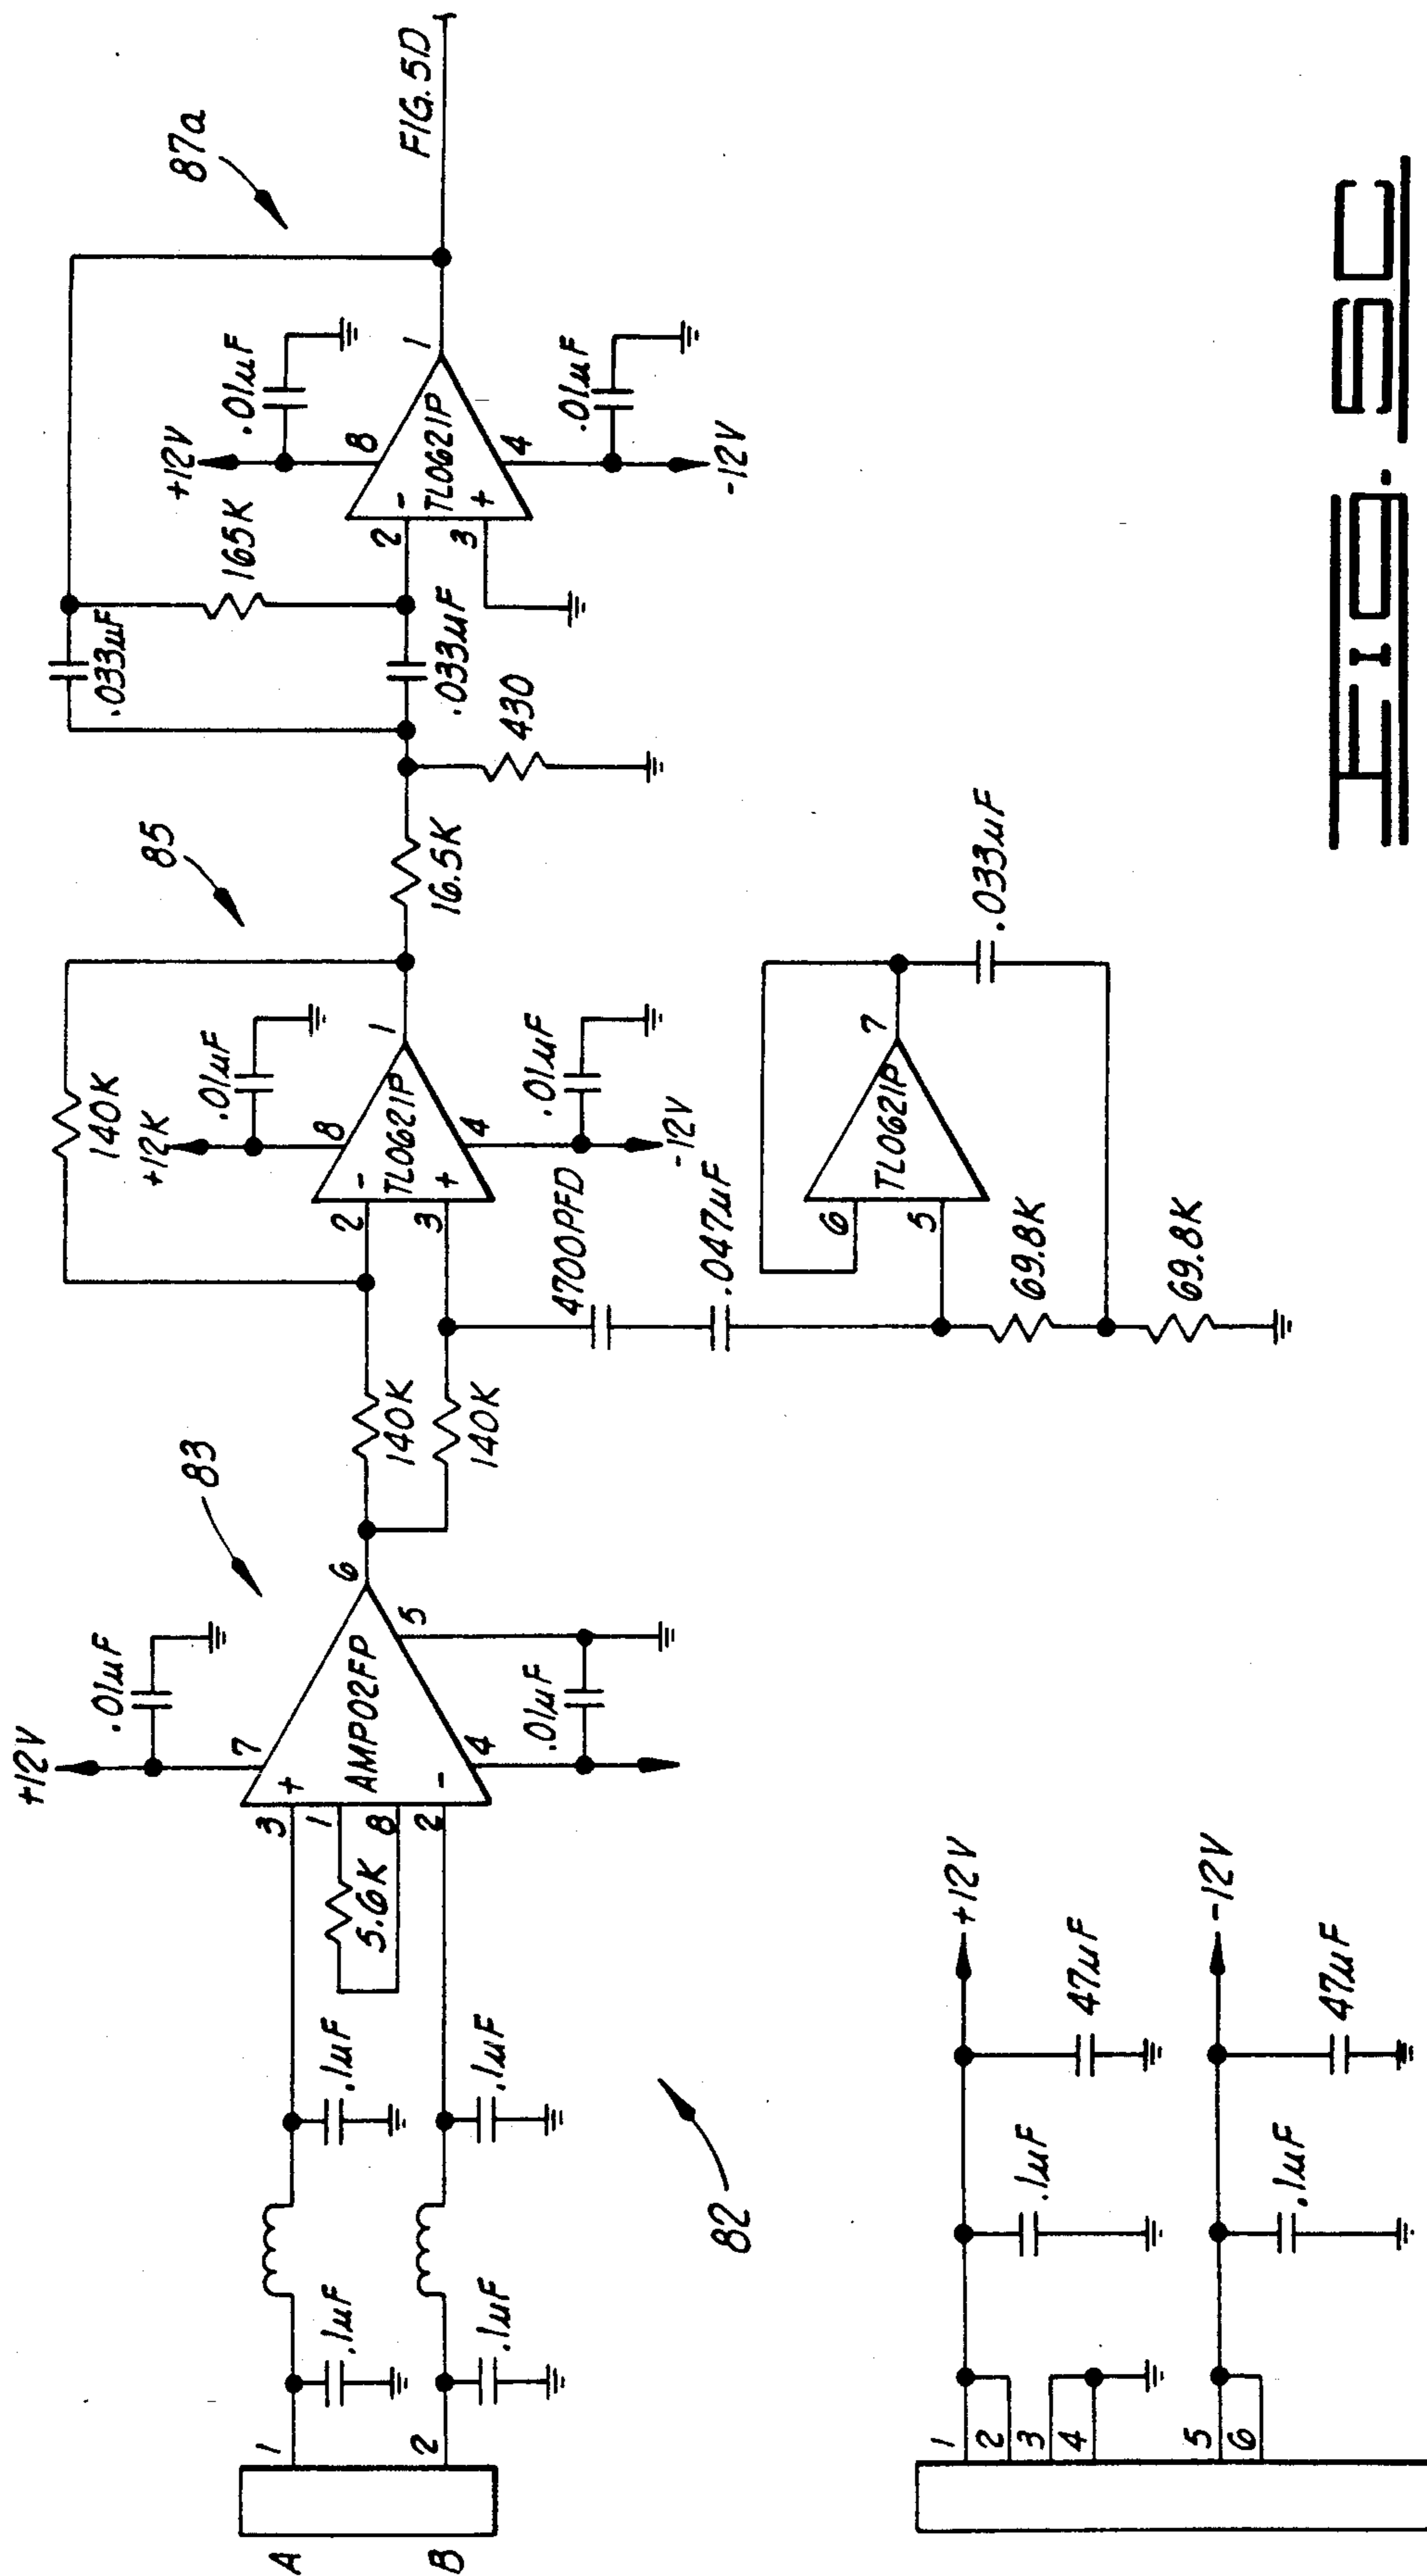 A
B
1
2
.1µF
.1µF
.1µF
.1µF
82
3
1
8
2
5.6K
+
AMP02FP
-
7
+12V
.01µF
4
.01µF
5
6
83
140K
140K
2
3
-
TL0621P
+
8
+12K
.01µF
140K
4
-12V
.01µF
1
85
4700PFD
.047µF
6
5
TL0621P
7
.033µF
69.8K
69.8K
16.5K
430
.033µF
.033µF
165K
2
3
-
TL0621P
+
8
+12V
.01µF
4
-12V
.01µF
1
87a
FIG. 5D
1
2
3
4
5
6
.1µF
47µF
+12V
.1µF
47µF
-12V
FIG. 5C